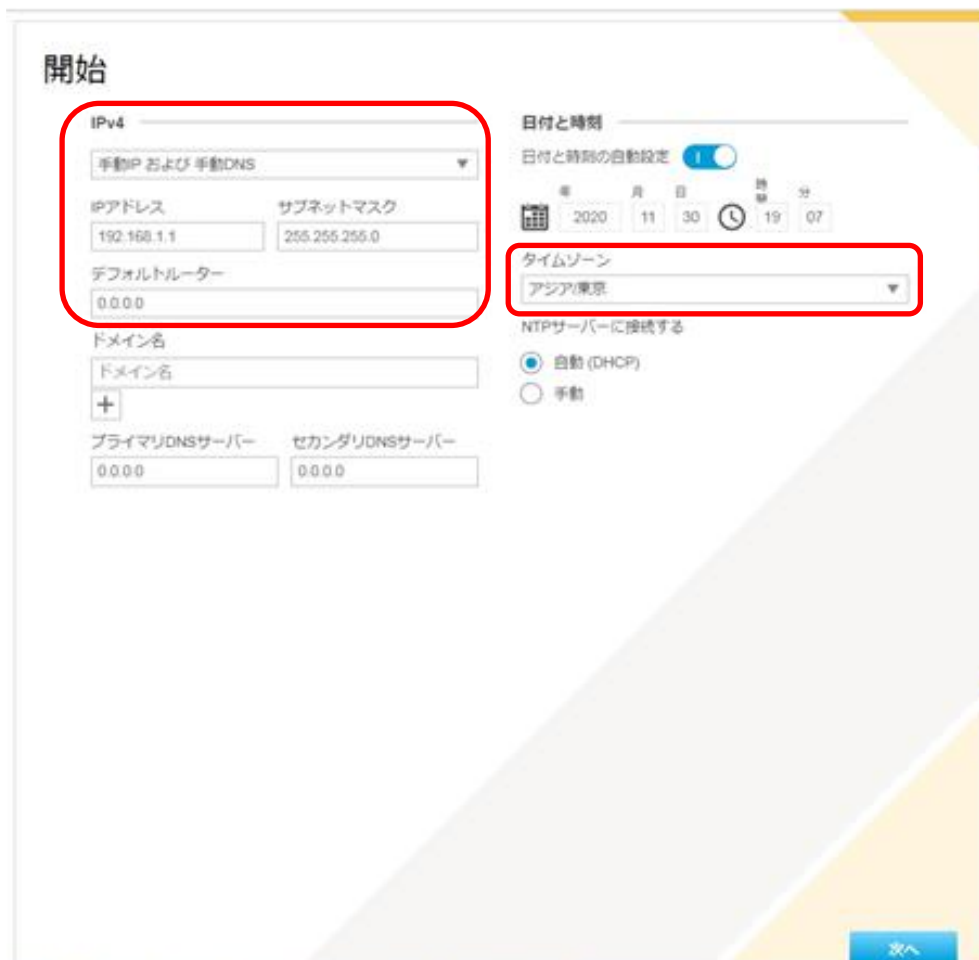 開始
IPv4
手動IP および 手動DNS
IPアドレス サブネットマスク
192.168.1.1 255.255.255.0
デフォルトルーター
0.0.0.0
ドメイン名
ドメイン名
+
プライマリDNSサーバー セカンダリDNSサーバー
0.0.0.0 0.0.0.0
日付と時刻
日付と時刻の自動設定
年 月 日 時間 分
2020 11 30 19 07
タイムゾーン
アジア/東京
NTPサーバーに接続する
自動 (DHCP)
手動
次へ